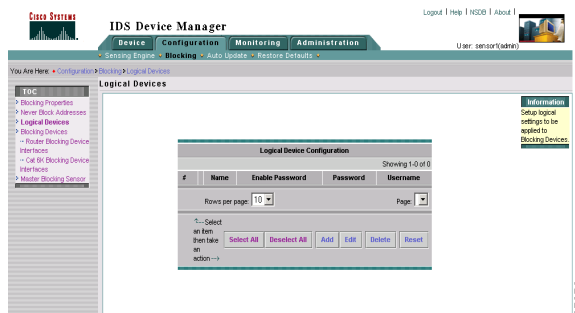 Cisco Systems
Logout | Help | NSDB | About |
IDS Device Manager
Device Configuration Monitoring Administration
User: sensor1(admin)
Sensing Engine Blocking Auto Update Restore Defaults
You Are Here: Configuration > Blocking > Logical Devices
TOC
Blocking Properties
Never Block Addresses
Logical Devices
Blocking Devices
Router Blocking Device
Interfaces
Cat 6K Blocking Device
Interfaces
Master Blocking Sensor
Logical Devices
Logical Device Configuration
Showing 1-0 of 0
# Name Enable Password Password Username
Rows per page: 10 Page:
Select
an item
then take
an
action -->
Select All Deselect All Add Edit Delete Reset
Information
Setup logical
settings to be
applied to
Blocking Devices.